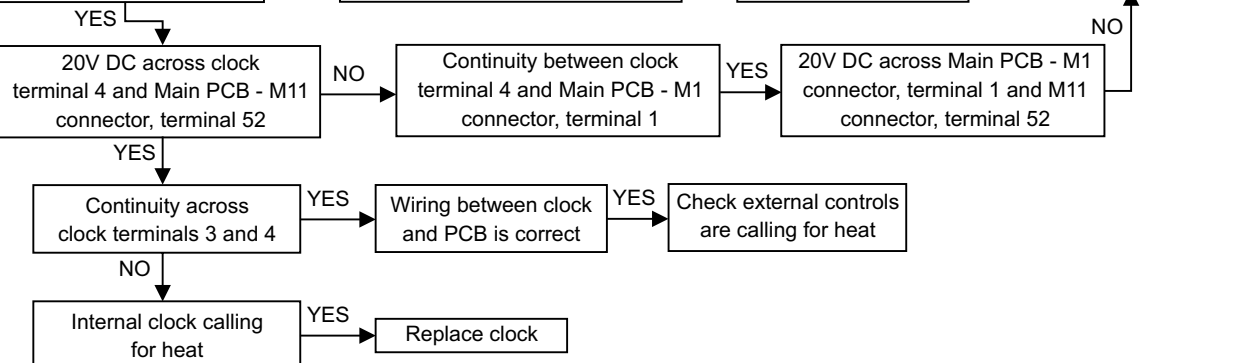 YES
NO
20V DC across clock
terminal 4 and Main PCB - M11
connector, terminal 52
NO
Continuity between clock
terminal 4 and Main PCB - M1
connector, terminal 1
YES
20V DC across Main PCB - M1
connector, terminal 1 and M11
connector, terminal 52
YES
Continuity across
clock terminals 3 and 4
YES
Wiring between clock
and PCB is correct
YES
Check external controls
are calling for heat
NO
Internal clock calling
for heat
YES
Replace clock